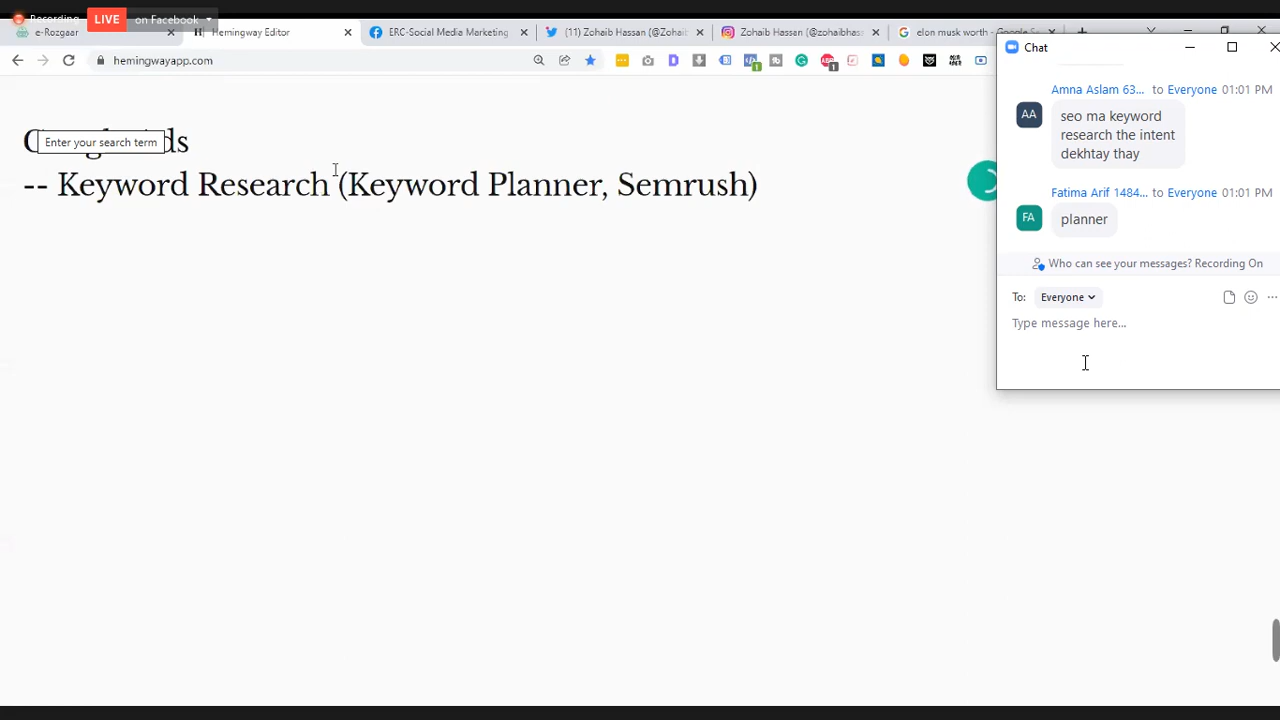 Recording
LIVE
on Facebook
e-Rozgaar
Hemingway Editor
ERC-Social Media Marketing
(11) Zohaib Hassan (@Zohaib
Zohaib Hassan (@zohaibhas
elon musk worth - Google Se
hemingwayapp.com
Enter your search term
ds
-- Keyword Research (Keyword Planner, Semrush)
Chat
Amna Aslam 63... to Everyone 01:01 PM
AA
seo ma keyword
research the intent
dekhtay thay
Fatima Arif 1484... to Everyone 01:01 PM
FA
planner
Who can see your messages? Recording On
To: Everyone
Type message here...